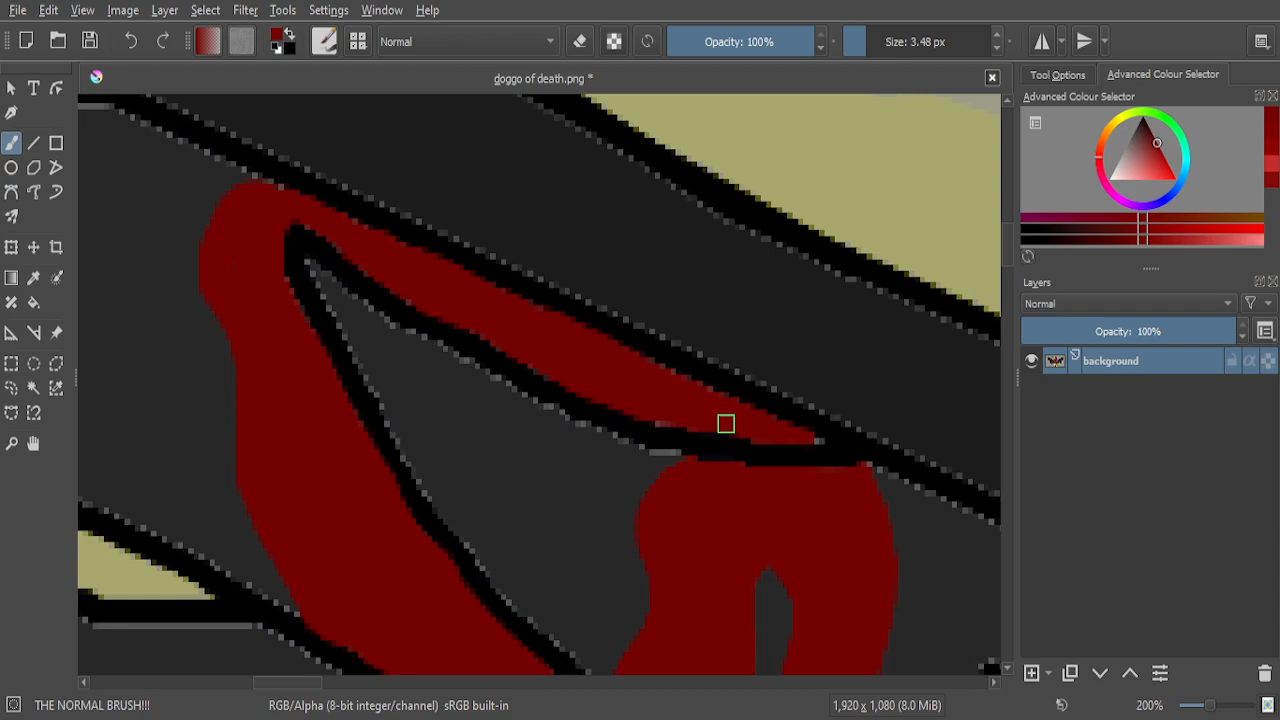 File Edit View Image Layer Select Filter Tools Settings Window Help
Normal Opacity: 100% Size: 3.48 px
doggo of death.png *
Tool Options Advanced Colour Selector
Advanced Colour Selector
Layers
Normal
Opacity: 100%
background
THE NORMAL BRUSH!!! RGB/Alpha (8-bit integer/channel) sRGB built-in 1,920 x 1,080 (8.0 MiB) 200%